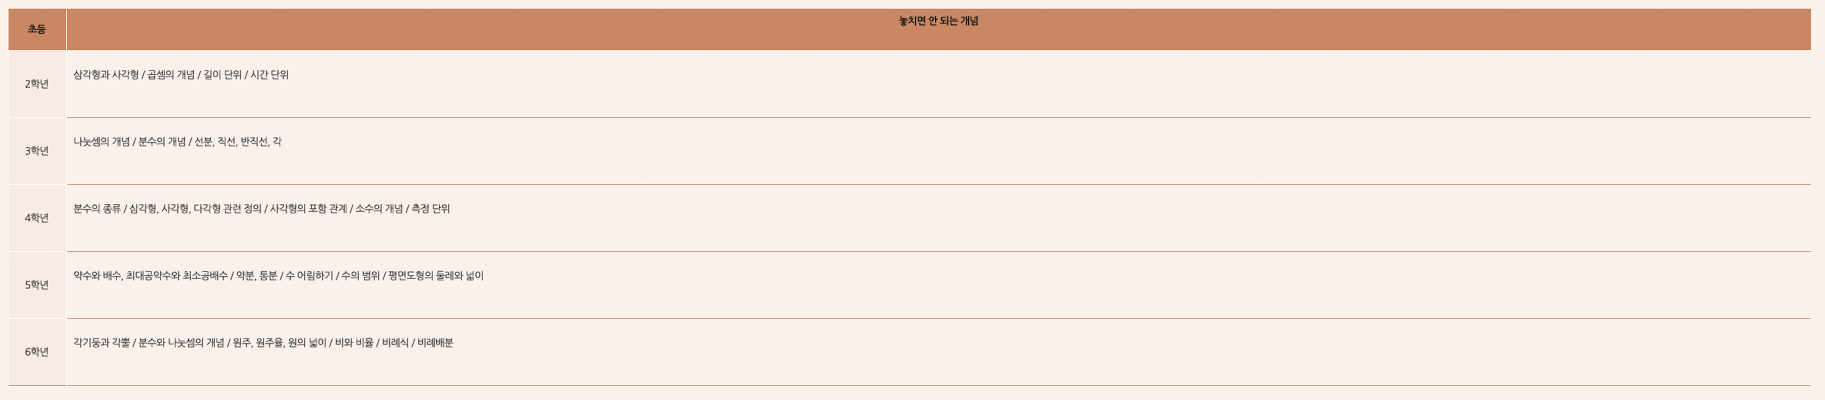 초등
놓치면 안 되는 개념
2학년
삼각형과 사각형 / 곱셈의 개념 / 길이 단위 / 시간 단위
3학년
나눗셈의 개념 / 분수의 개념 / 선분, 직선, 반직선, 각
4학년
분수의 종류 / 삼각형, 사각형, 다각형 관련 정의 / 사각형의 포함 관계 / 소수의 개념 / 측정 단위
5학년
약수와 배수, 최대공약수와 최소공배수 / 약분, 통분 / 수 어림하기 / 수의 범위 / 평면도형의 둘레와 넓이
6학년
각기둥과 각뿔 / 분수와 나눗셈의 개념 / 원주, 원주율, 원의 넓이 / 비와 비율 / 비례식 / 비례배분